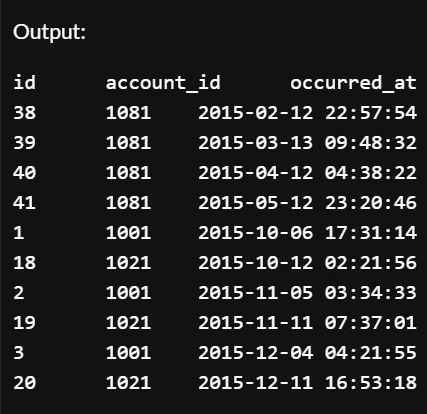 Output:
id account_id occurred_at
38 1081 2015-02-12 22:57:54
39 1081 2015-03-13 09:48:32
40 1081 2015-04-12 04:38:22
41 1081 2015-05-12 23:20:46
1 1001 2015-10-06 17:31:14
18 1021 2015-10-12 02:21:56
2 1001 2015-11-05 03:34:33
19 1021 2015-11-11 07:37:01
3 1001 2015-12-04 04:21:55
20 1021 2015-12-11 16:53:18